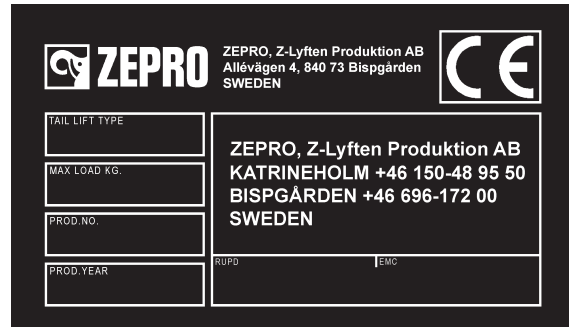 ZEPRO
ZEPRO, Z-Lyften Produktion AB
Allévägen 4, 840 73 Bispgården
SWEDEN
CE
TAIL LIFT TYPE
MAX LOAD KG.
PROD.NO.
PROD.YEAR
ZEPRO, Z-Lyften Produktion AB
KATRINEHOLM +46 150-48 95 50
BISPGÅRDEN +46 696-172 00
SWEDEN
RUPD
EMC